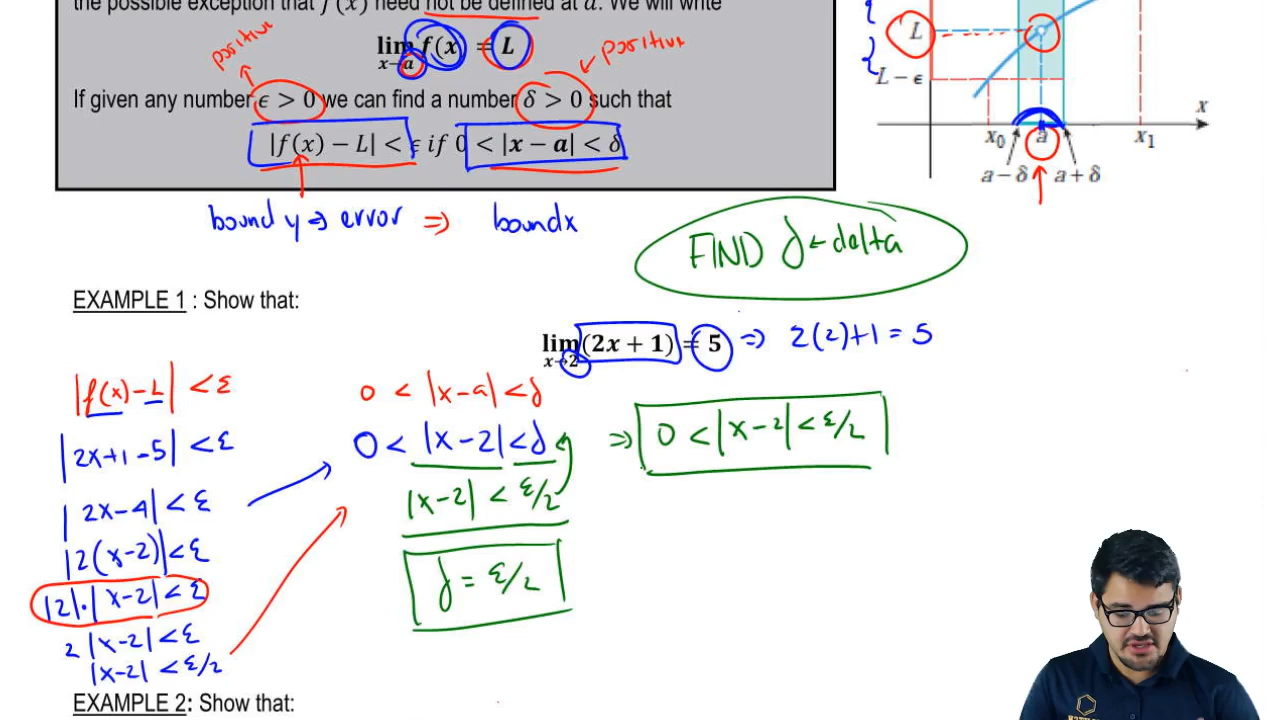 the possible exception that f(x) need not be defined at a. We will write
positive
lim f(x) = L
x→a
positive
If given any number ϵ > 0 we can find a number δ > 0 such that
|f(x) − L| < ϵ if 0 < |x − a| < δ
bound y ⇒ error ⇒ bound x
L
L − ϵ
x
x₀ a x₁
a − δ a + δ
FIND δ ← delta
EXAMPLE 1 : Show that:
lim (2x + 1) = 5 ⇒ 2(2)+1 = 5
x→2
|f(x)−L| < ε
|2x+1−5| < ε
|2x−4| < ε
|2(x−2)| < ε
|2|·|x−2| < ε
2|x−2| < ε
|x−2| < ε/2
0 < |x−a| < δ
0 < |x−2| < δ ⇒ 0 < |x−2| < ε/2
|x−2| < ε/2
δ = ε/2
EXAMPLE 2: Show that: